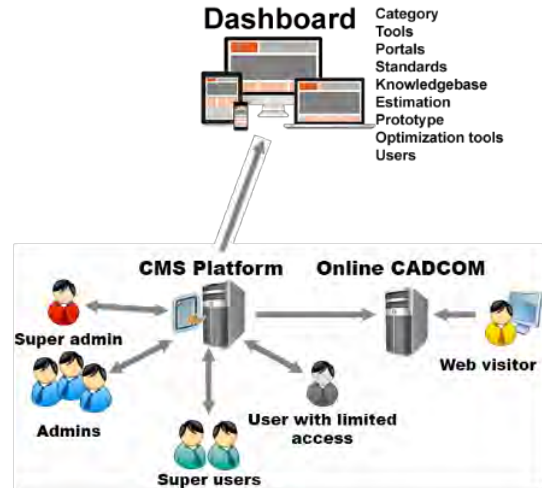 Dashboard
Category
Tools
Portals
Standards
Knowledgebase
Estimation
Prototype
Optimization tools
Users
CMS Platform
Online CADCOM
Super admin
Web visitor
Admins
User with limited
access
Super users